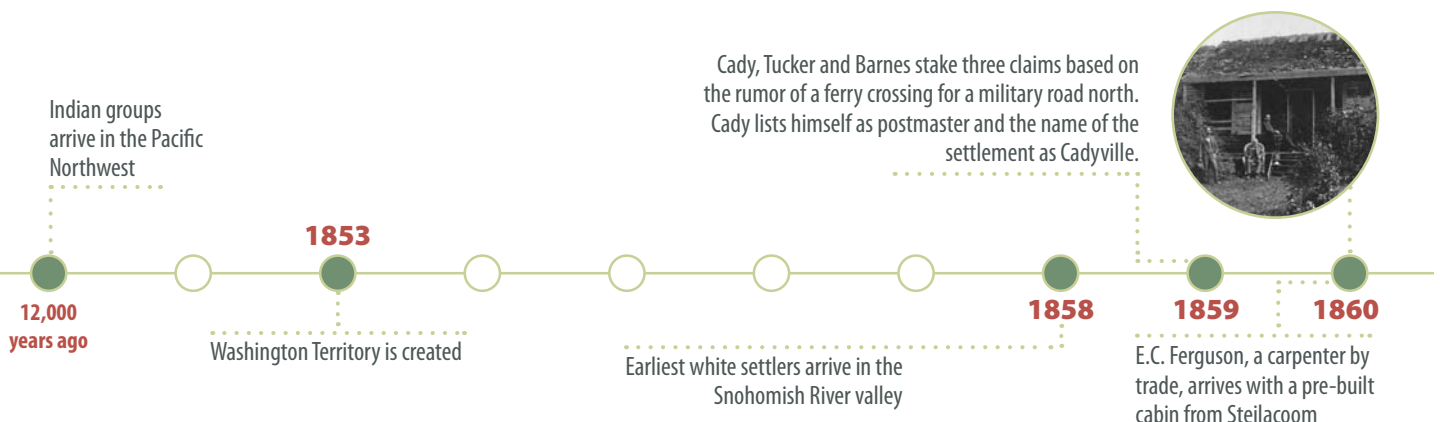 Indian groups
arrive in the Pacific
Northwest
12,000
years ago
1853
Washington Territory is created
1858
Earliest white settlers arrive in the
Snohomish River valley
Cady, Tucker and Barnes stake three claims based on
the rumor of a ferry crossing for a military road north.
Cady lists himself as postmaster and the name of the
settlement as Cadyville.
1859
1860
E.C. Ferguson, a carpenter by
trade, arrives with a pre-built
cabin from Steilacoom